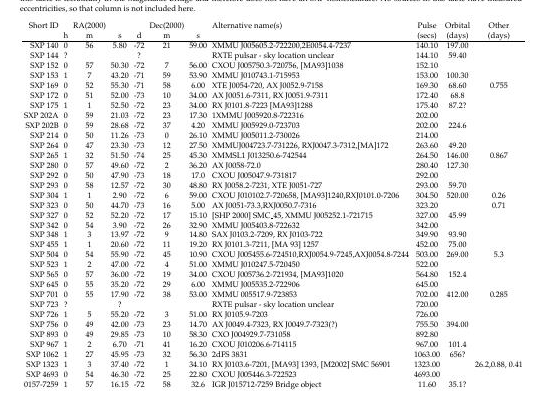 eccentricities, so that column is not included here.
Short ID RA(2000) Dec(2000) Alternative name(s) Pulse Orbital Other
h m s d m s (secs) (days) (days)
SXP 140 0 56 5.80 -72 21 59.00 XMMU J005605.2-722200,2E0054.4-7237 140.10 197.00
SXP 144 ? ? RXTE pulsar - sky location unclear 144.10 59.40
SXP 152 0 57 50.30 -72 7 56.00 CXOU J005750.3-720756, [MA93]1038 152.10
SXP 153 1 7 43.20 -71 59 53.90 XMMU J010743.1-715953 153.00 100.30
SXP 169 0 52 55.30 -71 58 6.00 XTE J0054-720, AX J0052.9-7158 169.30 68.60 0.755
SXP 172 0 51 52.00 -73 10 34.00 AX J0051.6-7311, RX J0051.9-7311 172.40 68.8
SXP 175 1 1 52.50 -72 23 34.00 RX J0101.8-7223 [MA93]1288 175.40 87.2?
SXP 202A 0 59 21.03 -72 23 17.30 1XMMU J005920.8-722316 202.00
SXP 202B 0 59 28.68 -72 37 4.20 XMMU J005929.0-723703 202.00 224.6
SXP 214 0 50 11.26 -73 0 26.10 XMMU J005011.2-730026 214.00
SXP 264 0 47 23.30 -73 12 27.50 XMMUJ004723.7-731226, RXJ0047.3-7312,[MA]172 263.60 49.20
SXP 265 1 32 51.50 -74 25 45.30 XMMSL1 J013250.6-742544 264.50 146.00 0.867
SXP 280 0 57 49.60 -72 2 36.20 AX J0058-72.0 280.40 127.30
SXP 292 0 50 47.90 -73 18 17.0 CXOU J005047.9-731817 292.00
SXP 293 0 58 12.57 -72 30 48.80 RX J0058.2-7231, XTE J0051-727 293.00 59.70
SXP 304 1 1 2.90 -72 6 59.00 CXOU J010102.7-720658, [MA93]1240,RXJ0101.0-7206 304.50 520.00 0.26
SXP 323 0 50 44.70 -73 16 5.00 AX J0051-73.3,RXJ0050.7-7316 323.20 0.71
SXP 327 0 52 52.20 -72 17 15.10 [SHP 2000] SMC_45, XMMU J005252.1-721715 327.00 45.99
SXP 342 0 54 3.90 -72 26 32.90 XMMU J005403.8-722632 342.00
SXP 348 1 3 13.97 -72 9 14.80 SAX J0103.2-7209, RX J0103-722 349.90 93.90
SXP 455 1 1 20.60 -72 11 19.20 RX J0101.3-7211, [MA 93] 1257 452.00 75.00
SXP 504 0 54 55.90 -72 45 10.90 CXOU J005455.6-724510,RXJ0054.9-7245,AXJ0054.8-7244 503.00 269.00 5.3
SXP 523 1 2 47.00 -72 4 51.00 XMMU J010247.5-720450 522.00
SXP 565 0 57 36.00 -72 19 34.00 CXOU J005736.2-721934, [MA93]1020 564.80 152.4
SXP 645 0 55 35.20 -72 29 6.00 XMMU J005535.2-722906 645.00
SXP 701 0 55 17.90 -72 38 53.00 XMMU 005517.9-723852 702.00 412.00 0.285
SXP 723 ? ? RXTE pulsar - sky location unclear 720.00
SXP 726 1 5 55.20 -72 3 51.00 RX J0105.9-7203 726.00
SXP 756 0 49 42.00 -73 23 14.70 AX J0049.4-7323, RX J0049.7-7323(?) 755.50 394.00
SXP 893 0 49 29.85 -73 10 58.30 CXO J004929.7-731058 892.80
SXP 967 1 2 6.70 -71 41 16.20 CXOU J010206.6-714115 967.00 101.4
SXP 1062 1 27 45.95 -73 32 56.30 2dFS 3831 1063.00 656?
SXP 1323 1 3 37.40 -72 1 34.10 RX J0103.6-7201, [MA93] 1393, [M2002] SMC 56901 1323.00 26.2,0.88, 0.41
SXP 4693 0 54 46.30 -72 25 22.80 CXOU J005446.3-722523 4693.00
0157-7259 1 57 16.15 -72 58 32.6 IGR J015712-7259 Bridge object 11.60 35.1?